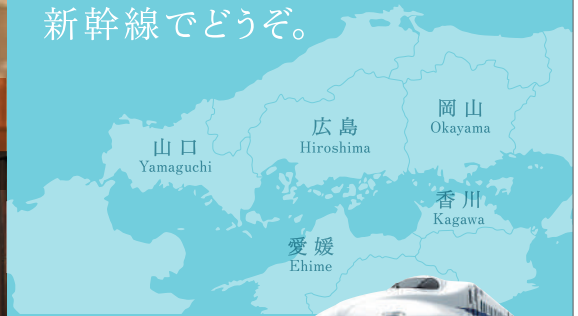 新幹線でどうぞ。
岡山
Okayama
広島
Hiroshima
山口
Yamaguchi
香川
Kagawa
愛媛
Ehime